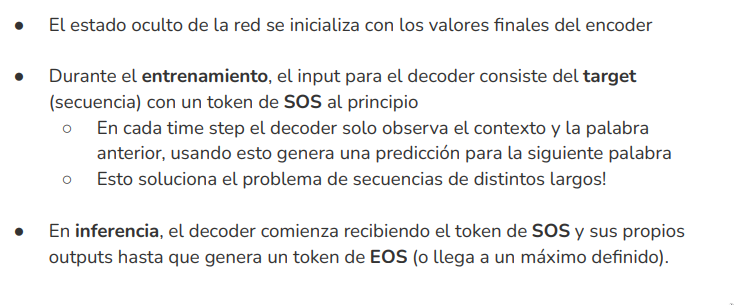 ● El estado oculto de la red se inicializa con los valores finales del encoder
● Durante el entrenamiento, el input para el decoder consiste del target
(secuencia) con un token de SOS al principio
○ En cada time step el decoder solo observa el contexto y la palabra
anterior, usando esto genera una predicción para la siguiente palabra
○ Esto soluciona el problema de secuencias de distintos largos!
● En inferencia, el decoder comienza recibiendo el token de SOS y sus propios
outputs hasta que genera un token de EOS (o llega a un máximo definido).